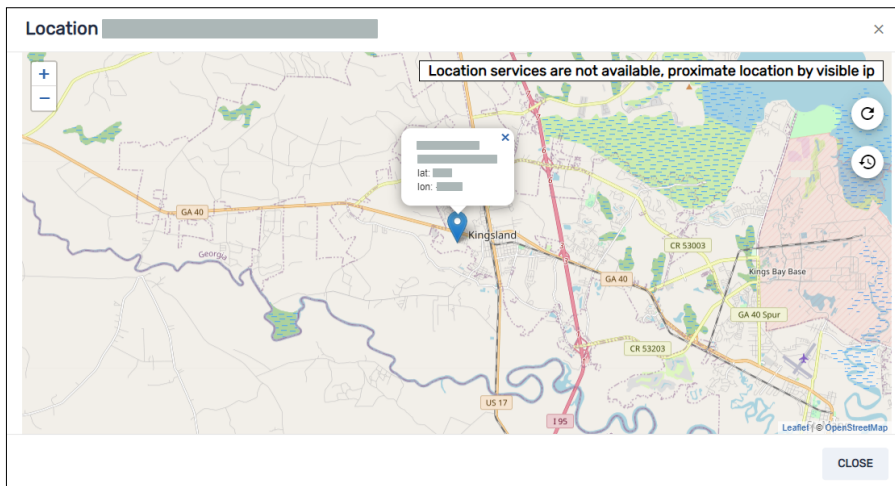 Location
×
Location services are not available, proximate location by visible ip
+
−
×
lat:
lon:
GA 40
Kingsland
Georgia
CR 53003
Kings Bay Base
GA 40
GA 40 Spur
CR 53203
US 17
I 95
Leaflet | © OpenStreetMap
CLOSE